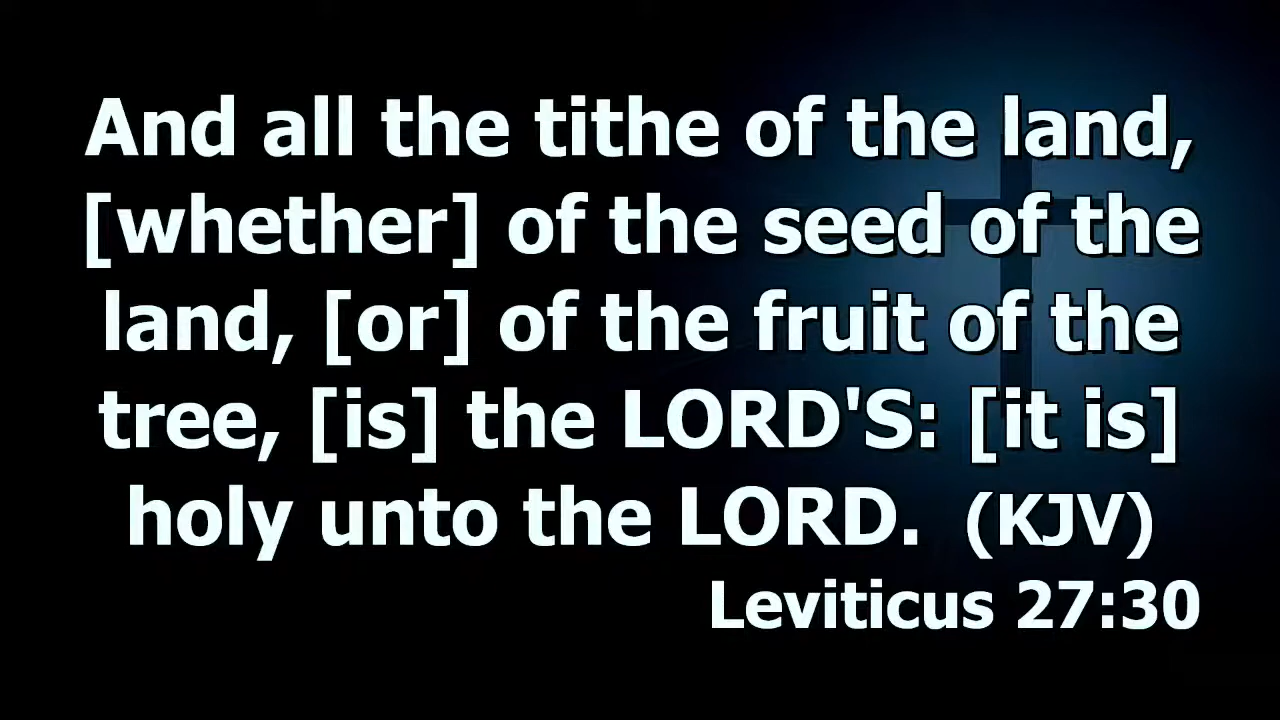 And all the tithe of the land,
[whether] of the seed of the
land, [or] of the fruit of the
tree, [is] the LORD'S: [it is]
holy unto the LORD.  (KJV)
Leviticus 27:30